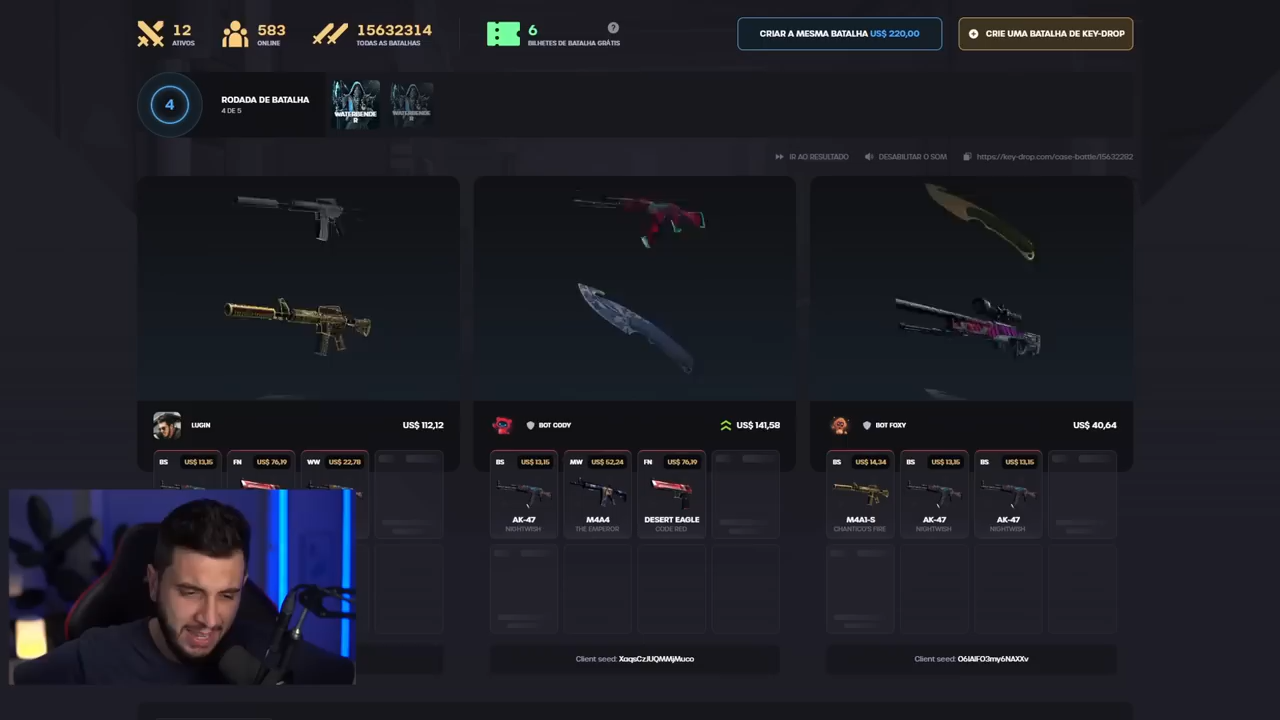 12
ATIVOS
583
ONLINE
15632314
TODAS AS BATALHAS
6
BILHETES DE BATALHA GRÁTIS
?
CRIAR A MESMA BATALHA US$ 220,00
CRIE UMA BATALHA DE KEY-DROP
4
RODADA DE BATALHA
4 DE 5
WATERBENDE
R
WATERBENDE
R
IR AO RESULTADO
DESABILITAR O SOM
https://key-drop.com/case-battle/15632282
LUGIN
US$ 112,12
BOT CODY
US$ 141,58
BOT FOXY
US$ 40,64
BS US$ 13,15
FN US$ 76,19
WW US$ 22,78
BS US$ 13,15
MW US$ 52,24
FN US$ 76,19
BS US$ 14,34
BS US$ 13,15
BS US$ 13,15
AK-47
NIGHTWISH
M4A4
THE EMPEROR
DESERT EAGLE
CODE RED
M4A1-S
CHANTICO'S FIRE
AK-47
NIGHTWISH
AK-47
NIGHTWISH
Client seed:
Client seed: